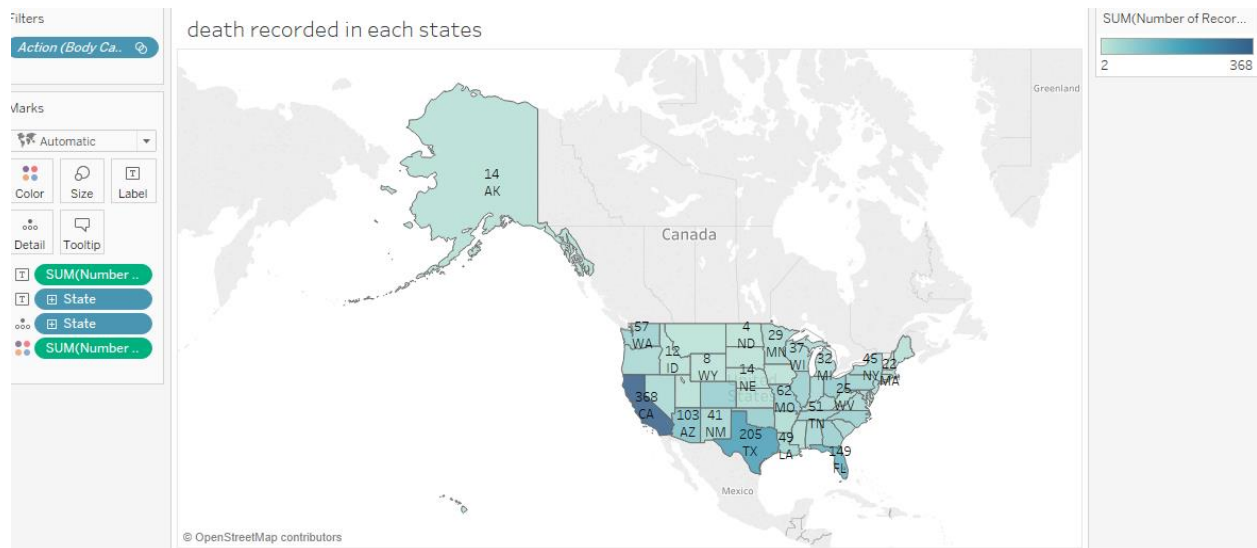 Filters
Action (Body Ca..
Marks
Automatic
Color
Size
Label
Detail
Tooltip
SUM(Number ..
State
State
SUM(Number ..
death recorded in each states
Greenland
14
AK
Canada
57
WA
12
ID
8
WY
4
ND
29
MN
37
WI
32
MI
45
NY
22
MA
14
NE
United
States
62
MO
25
WV
51
TN
368
CA
103
AZ
41
NM
205
TX
49
LA
149
FL
Mexico
© OpenStreetMap contributors
SUM(Number of Recor...
2
368